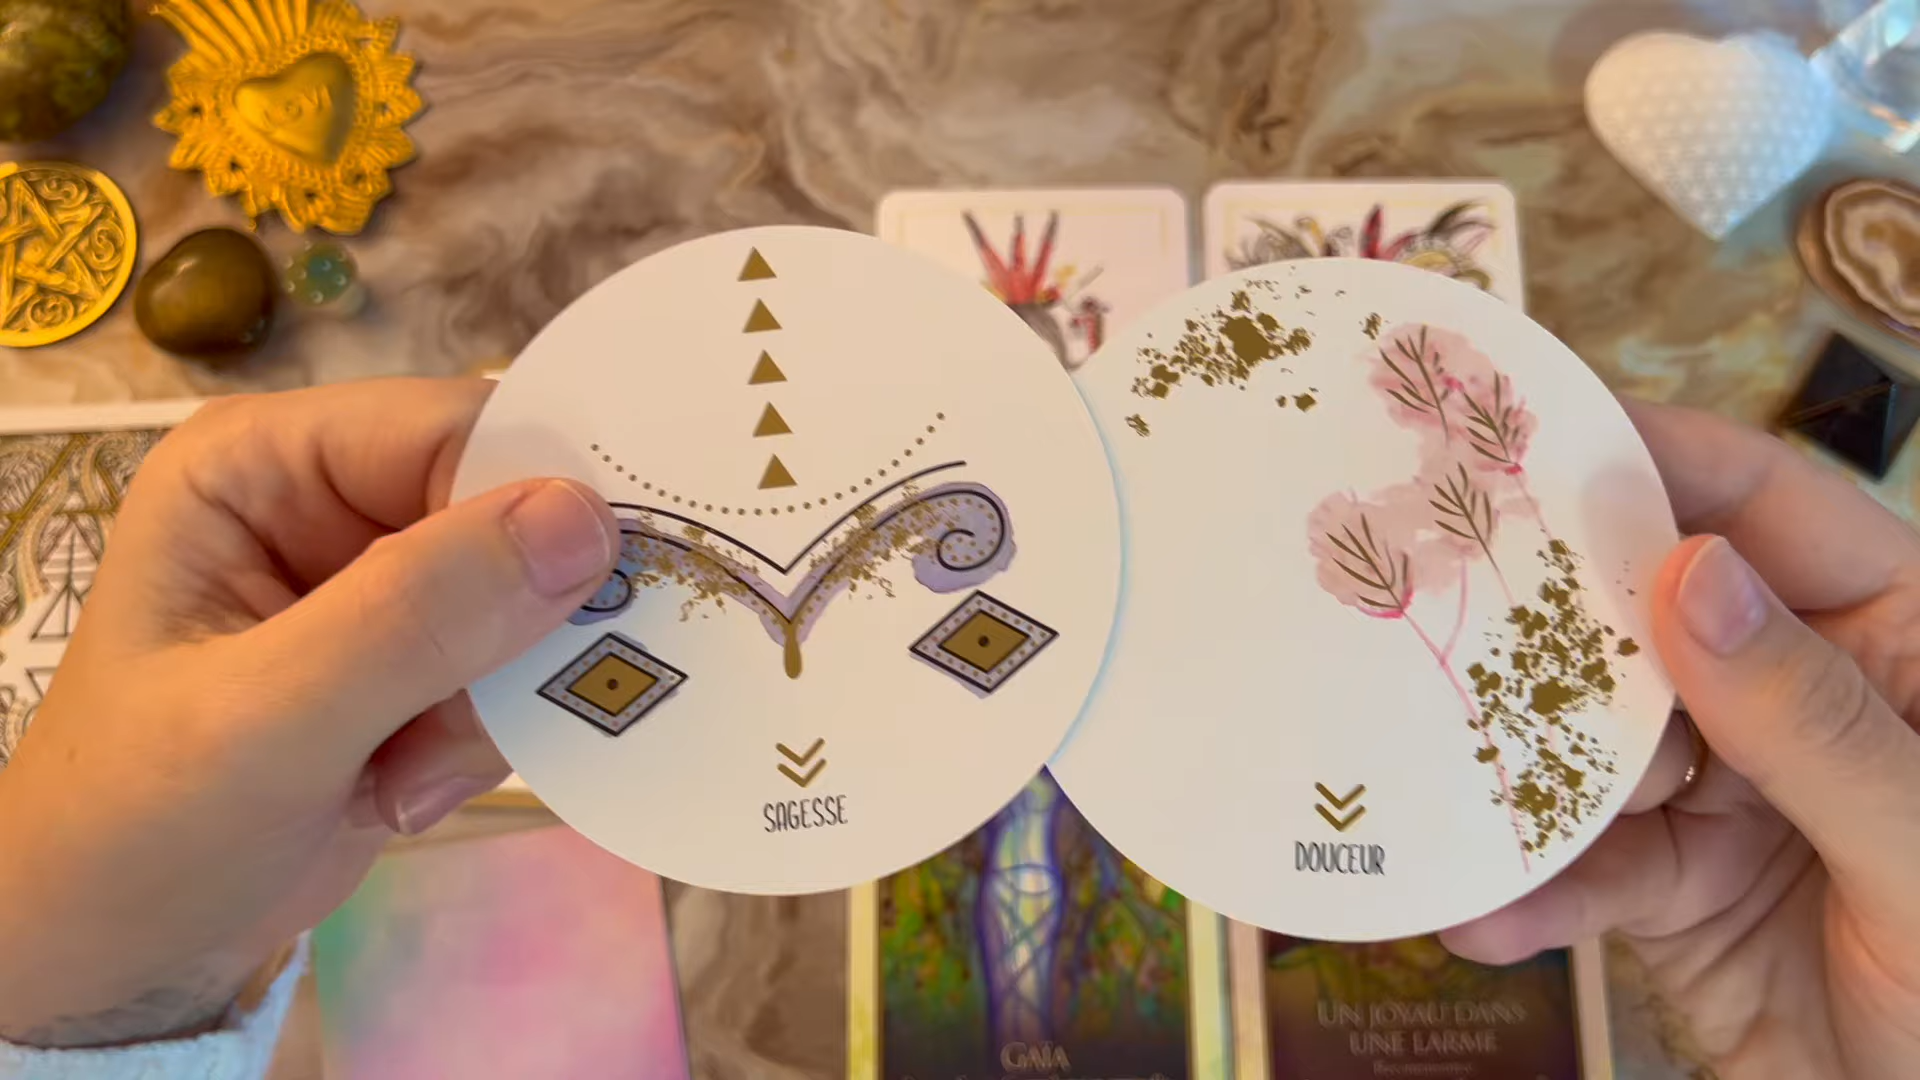 SAGESSE
DOUCEUR
GAÏA
UN JOYAU DANS
UNE LARME